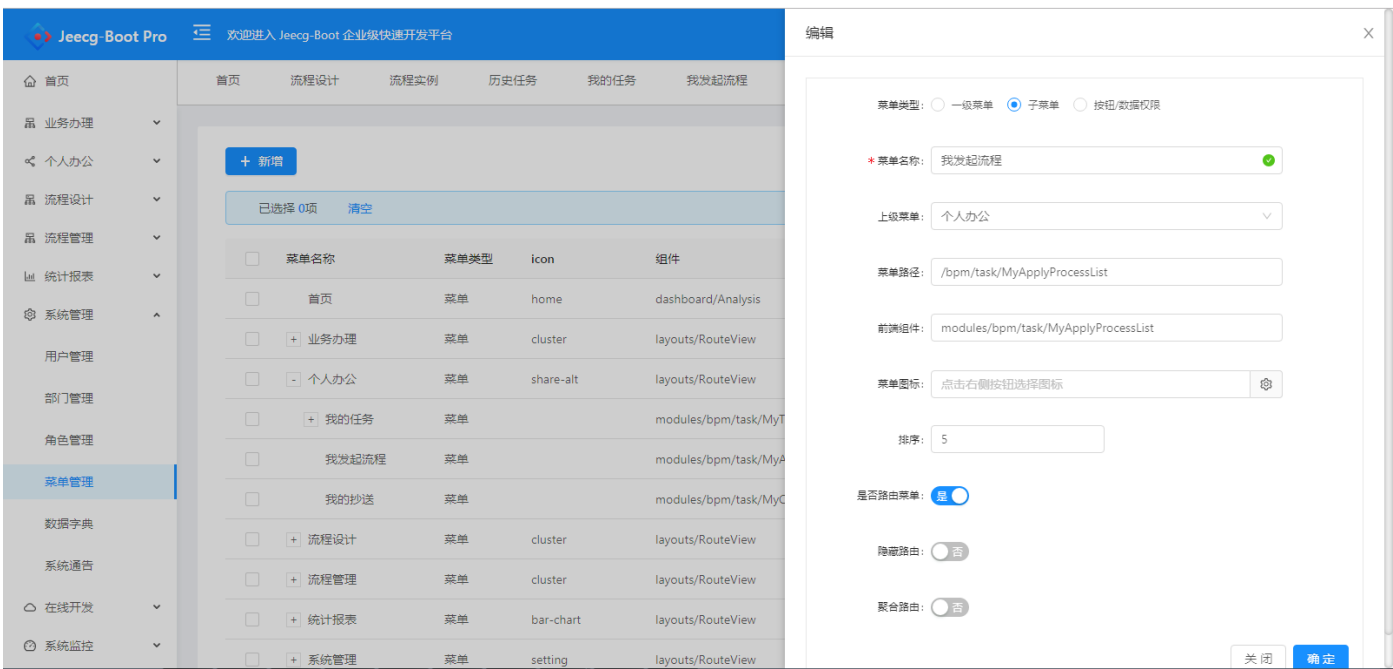 Jeecg-Boot Pro
欢迎进入 Jeecg-Boot 企业级快速开发平台
首页
业务办理
个人办公
流程设计
流程管理
统计报表
系统管理
用户管理
部门管理
角色管理
菜单管理
数据字典
系统通告
在线开发
系统监控
首页 流程设计 流程实例 历史任务 我的任务 我发起流程
+ 新增
已选择 0项 清空
菜单名称 菜单类型 icon 组件
首页 菜单 home dashboard/Analysis
+ 业务办理 菜单 cluster layouts/RouteView
- 个人办公 菜单 share-alt layouts/RouteView
+ 我的任务 菜单 modules/bpm/task/MyT
我发起流程 菜单 modules/bpm/task/MyA
我的抄送 菜单 modules/bpm/task/MyC
+ 流程设计 菜单 cluster layouts/RouteView
+ 流程管理 菜单 cluster layouts/RouteView
+ 统计报表 菜单 bar-chart layouts/RouteView
+ 系统管理 菜单 setting layouts/RouteView
编辑
菜单类型: 一级菜单 子菜单 按钮/数据权限
* 菜单名称: 我发起流程
上级菜单: 个人办公
菜单路径: /bpm/task/MyApplyProcessList
前端组件: modules/bpm/task/MyApplyProcessList
菜单图标: 点击右侧按钮选择图标
排序: 5
是否路由菜单: 是
隐藏路由: 否
聚合路由: 否
关闭 确定